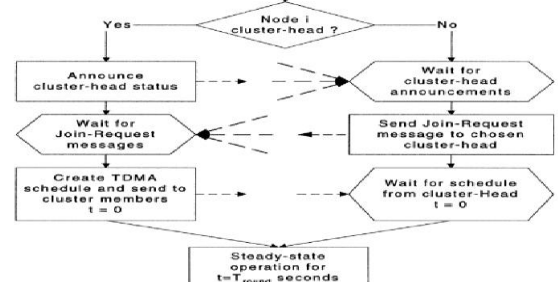 Node i
cluster-head ?
Yes
No
Announce
cluster-head status
Wait for
cluster-head
announcements
Wait for
Join-Request
messages
Send Join-Request
message to chosen
cluster-head
Create TDMA
schedule and send to
cluster members
t = 0
Wait for schedule
from cluster-Head
t = 0
Steady-state
operation for
t=Tround seconds